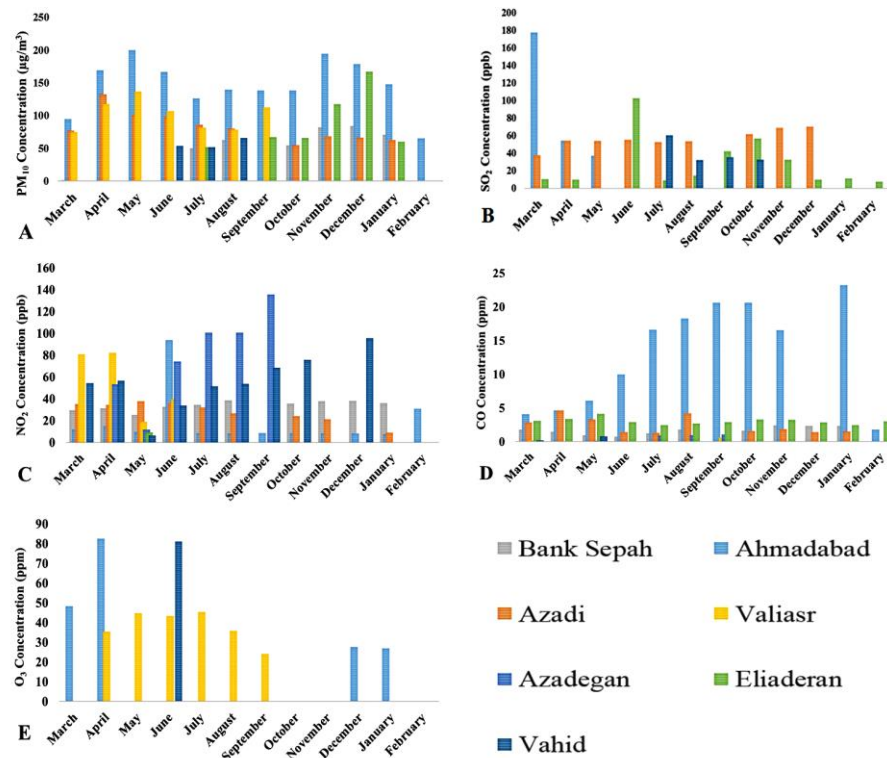 PM₁₀ Concentration (µg/m³)
250
200
150
100
50
0
March
April
May
June
July
August
September
October
November
December
January
February
A
SO₂ Concentration (ppb)
200
180
160
140
120
100
80
60
40
20
0
March
April
May
June
July
August
September
October
November
December
January
February
B
NO₂ Concentration (ppb)
160
140
120
100
80
60
40
20
0
March
April
May
June
July
August
September
October
November
December
January
February
C
CO Concentration (ppm)
25
20
15
10
5
0
March
April
May
June
July
August
September
October
November
December
January
February
D
O₃ Concentration (ppm)
90
80
70
60
50
40
30
20
10
0
March
April
May
June
July
August
September
October
November
December
January
February
E
Bank Sepah
Ahmadabad
Azadi
Valiasr
Azadegan
Eliaderan
Vahid